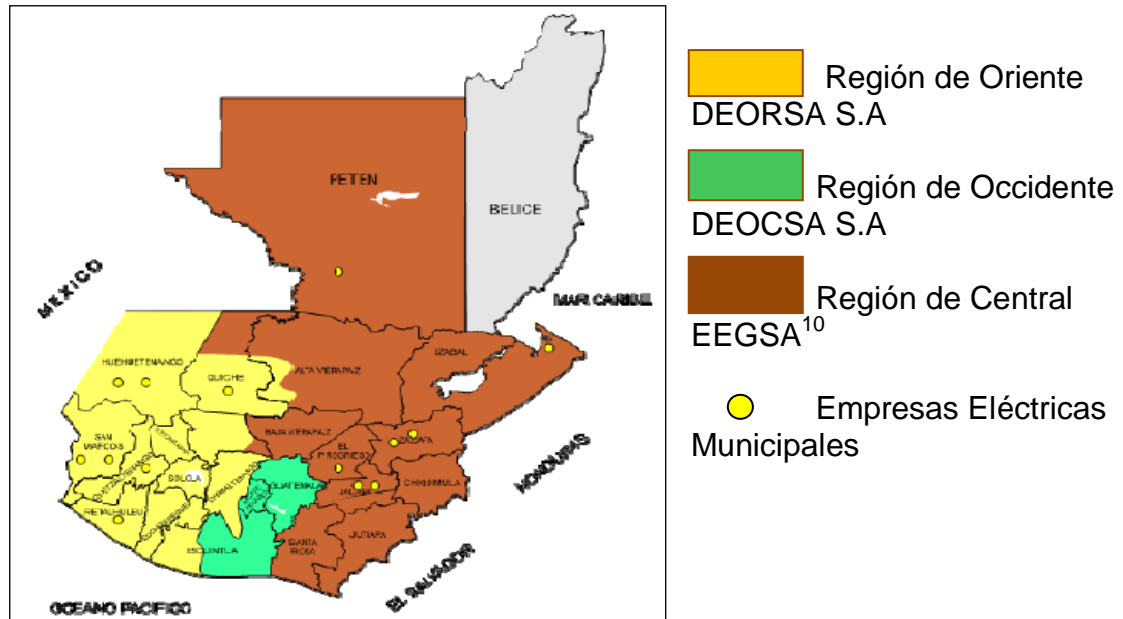 PETEN
BELICE
MEXICO
MAR CARIBE
HUEHUETENANGO
QUICHE
ALTA VERAPAZ
IZABAL
SAN
MARCOS
BAJA VERAPAZ
EL
PROGRESO
ZACAPA
SOLOLA
GUATEMALA
JALAPA
CHIQUIMULA
RETALHULEU
ESCUINTLA
SANTA
ROSA
JUTIAPA
HONDURAS
EL SALVADOR
OCEANO PACIFICO
Región de Oriente
DEORSA S.A
Región de Occidente
DEOCSA S.A
Región de Central
EEGSA10
Empresas Eléctricas
Municipales